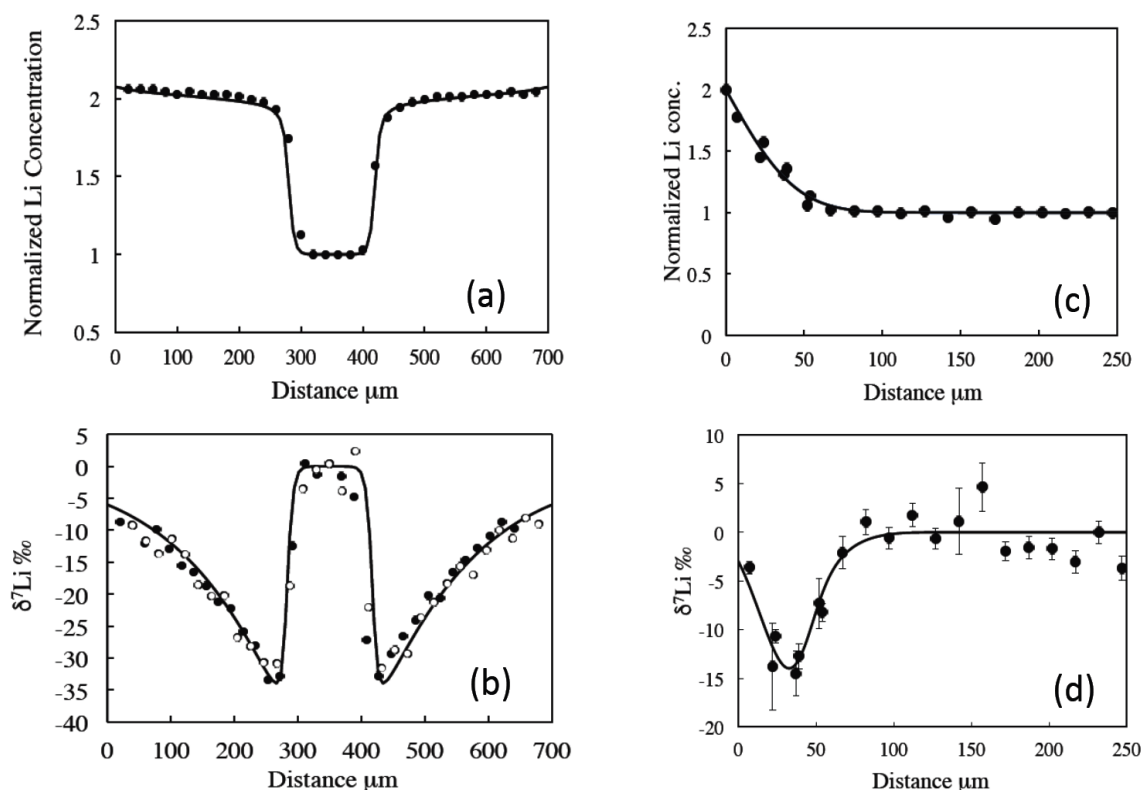 2.5
2
1.5
1
0.5
Normalized Li Concentration
(a)
0 100 200 300 400 500 600 700
Distance μm
2.5
2
1.5
1
0.5
0
Normalized Li conc.
(c)
0 50 100 150 200 250
Distance μm
5
0
-5
-10
-15
-20
-25
-30
-35
-40
δ⁷Li ‰
(b)
0 100 200 300 400 500 600 700
Distance μm
10
5
0
-5
-10
-15
-20
δ⁷Li ‰
(d)
0 50 100 150 200 250
Distance μm